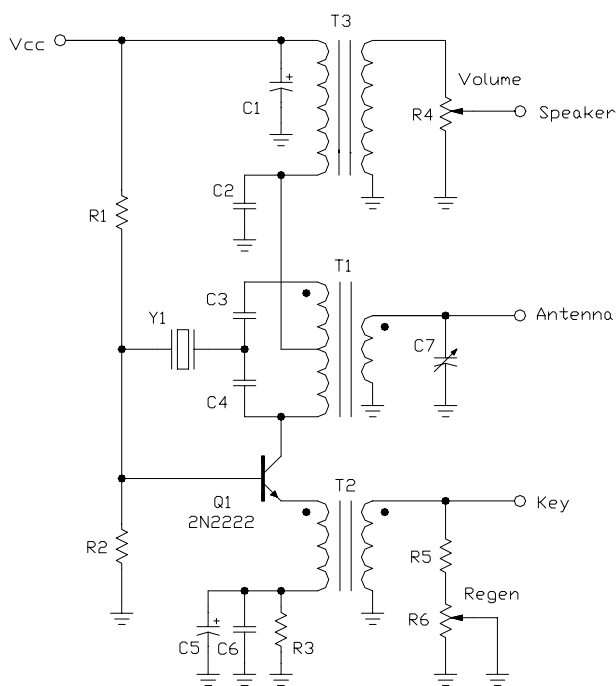 T3
Vcc
Volume
C1
R4
Speaker
C2
R1
T1
C3
Y1
Antenna
C7
C4
T2
Q1
2N2222
Key
R2
R5
Regen
R6
C5
C6
R3
+
+